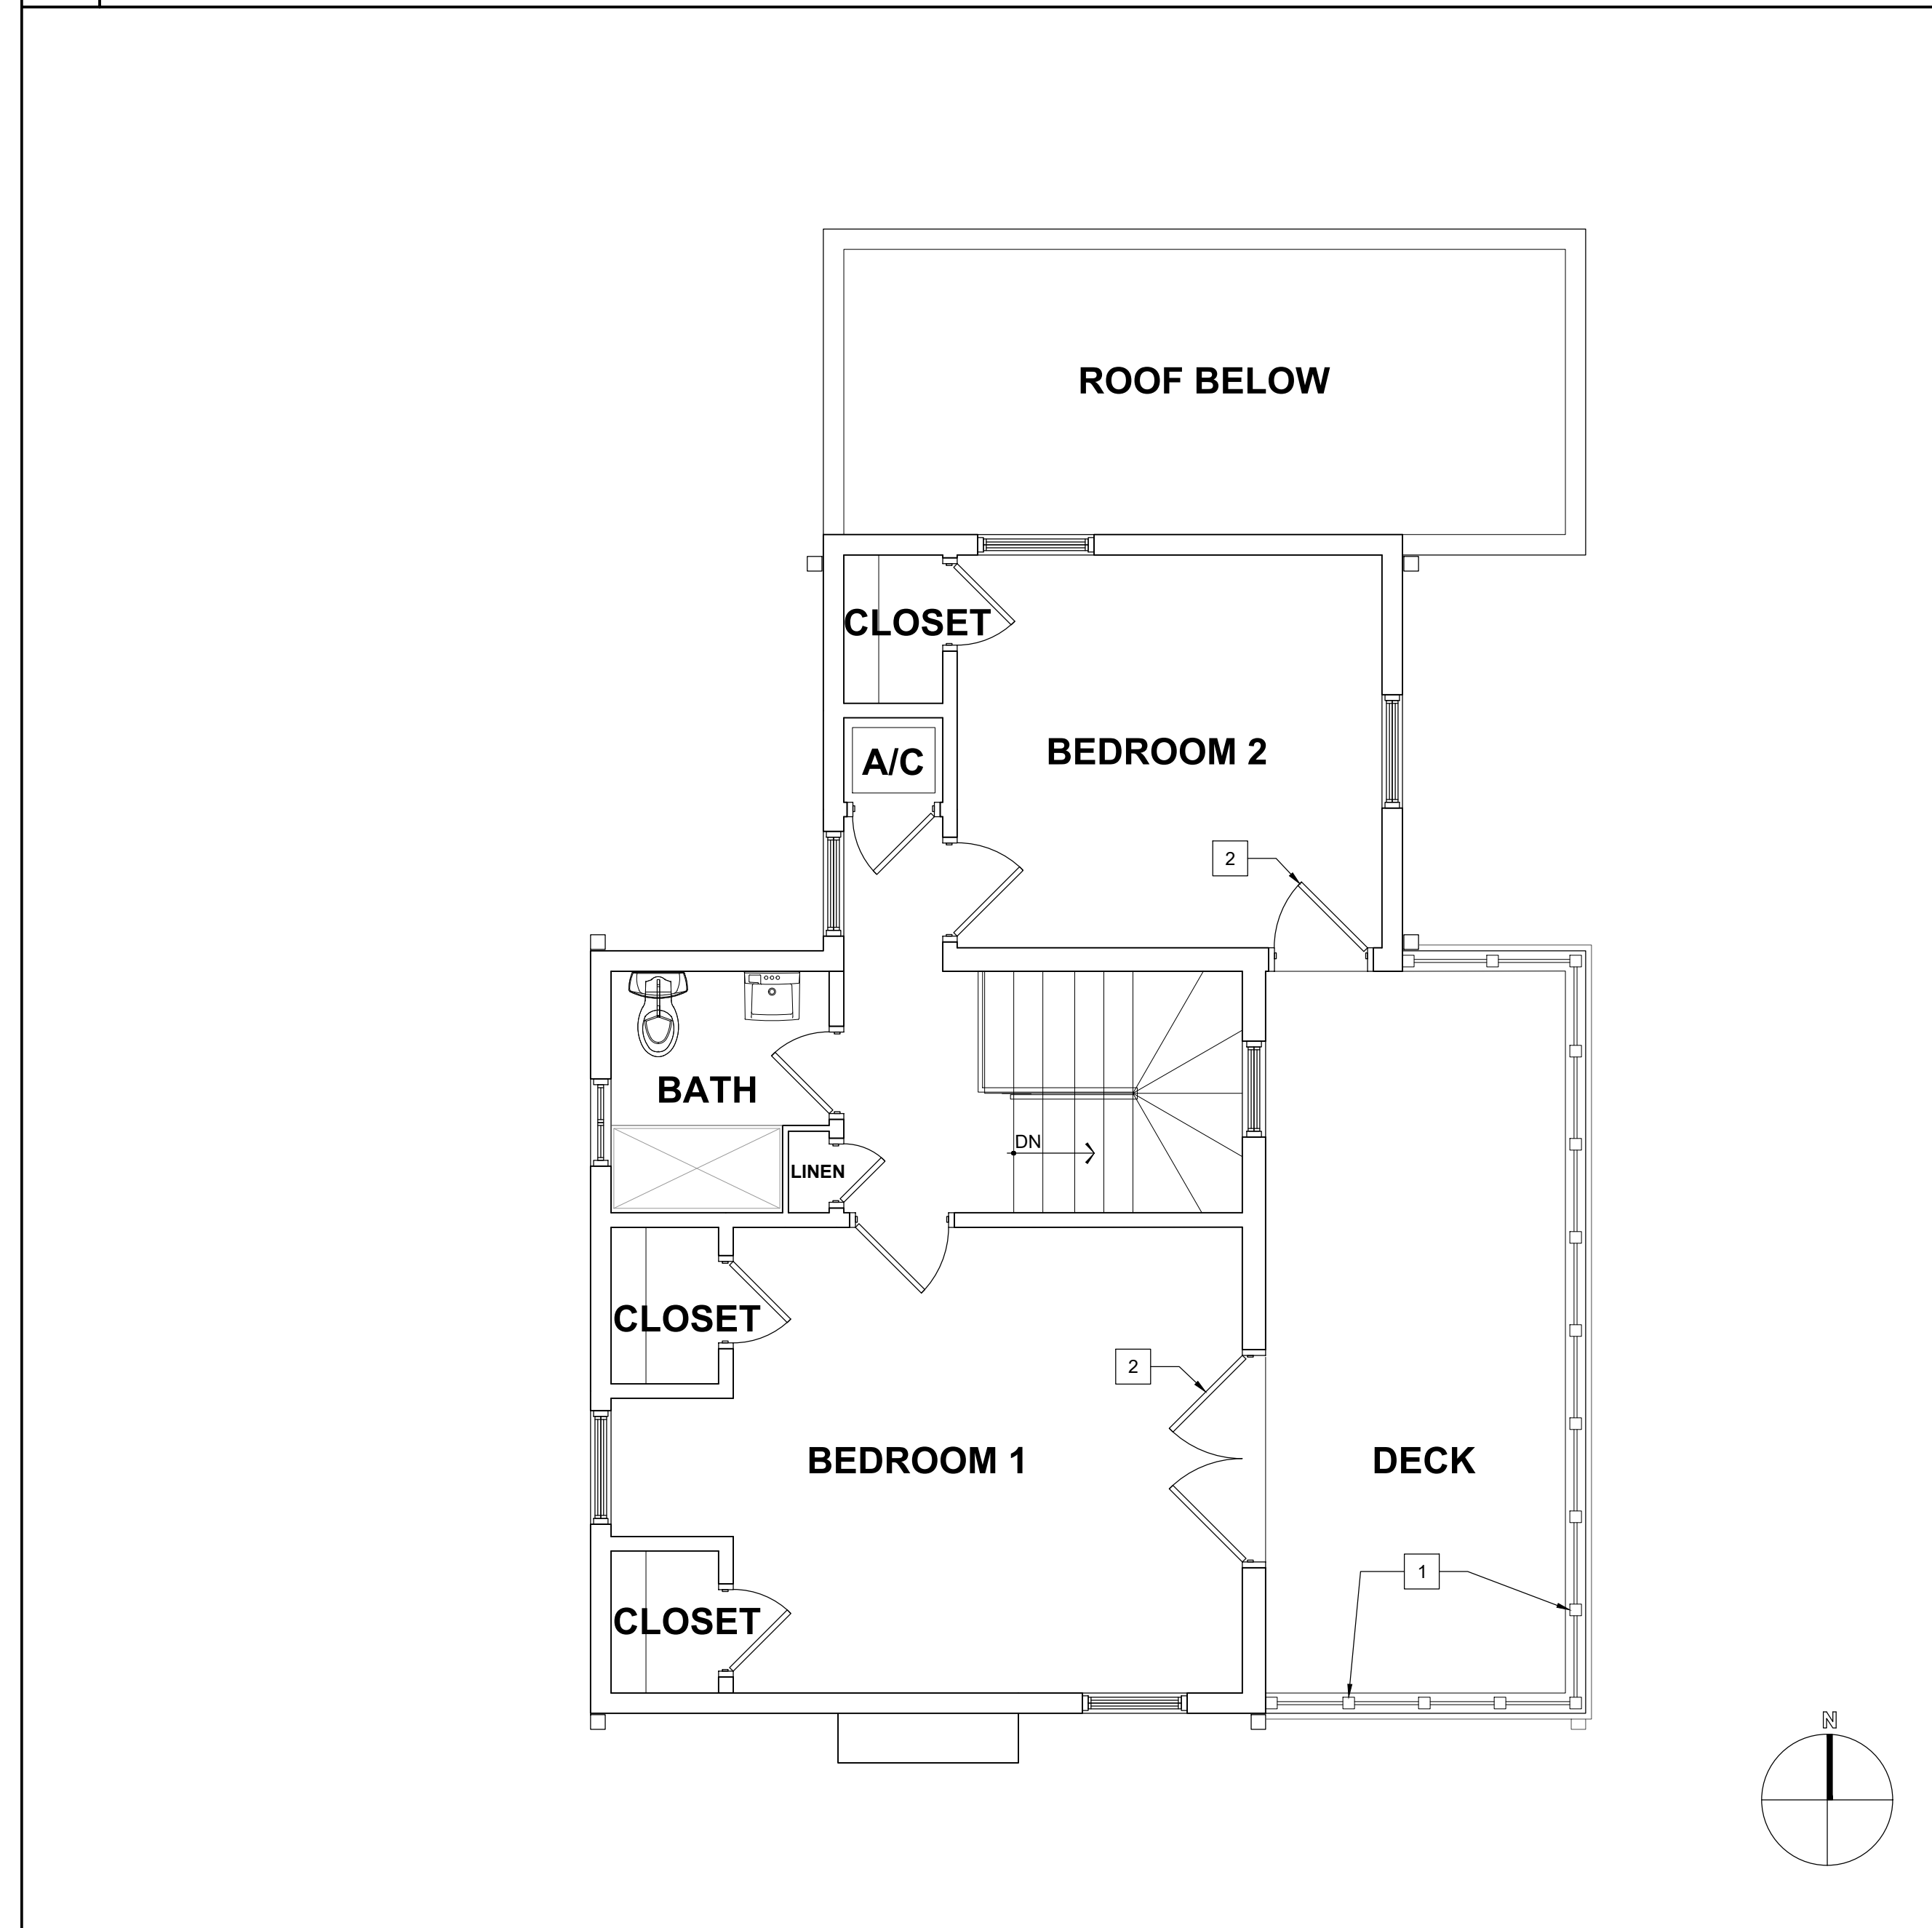 ROOF BELOW
CLOSET
BEDROOM 2
A/C
2
BATH
DN
LINEN
CLOSET
2
BEDROOM 1
DECK
1
CLOSET
N